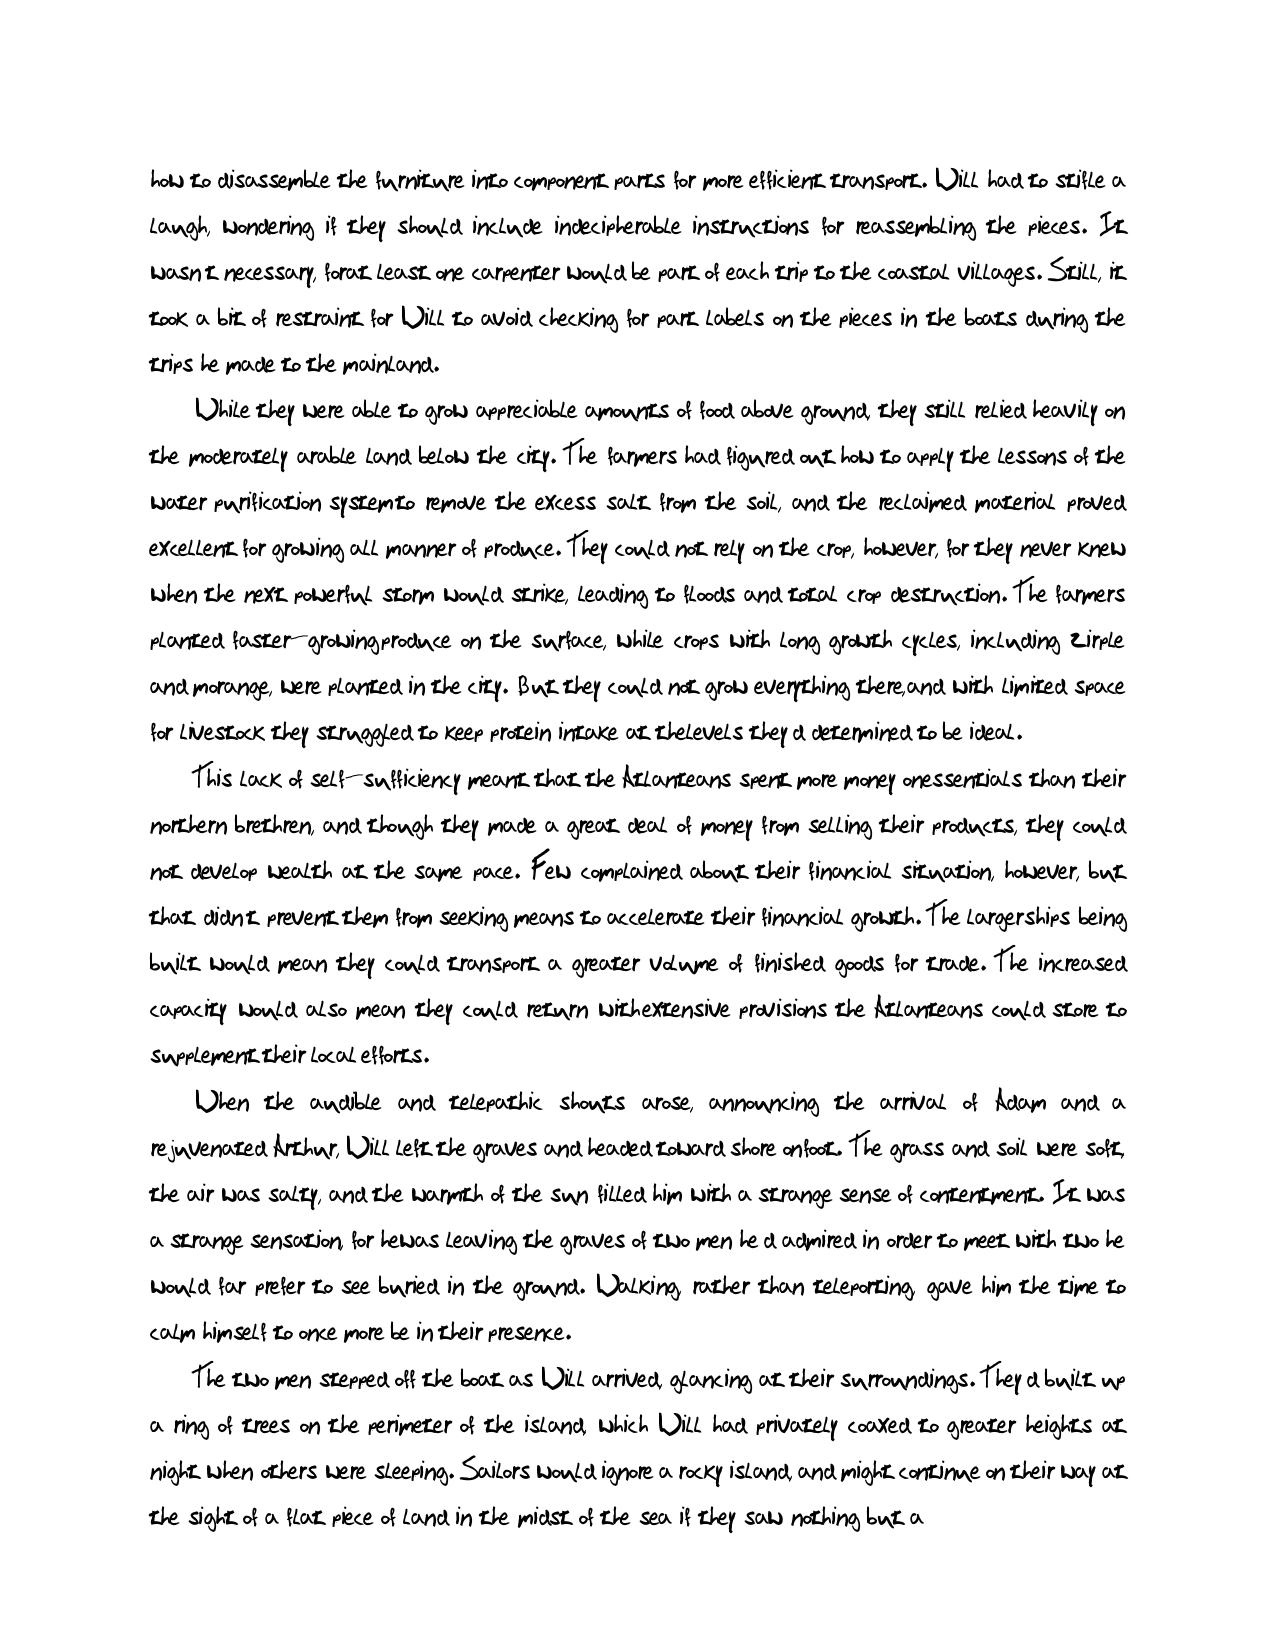 how to disassemble the furniture into component parts for more efficient transport. Will had to stifle a
laugh, wondering if they should include indecipherable instructions for reassembling the pieces. It
wasnt necessary, forat least one carpenter would be part of each trip to the coastal villages. Still, it
took a bit of restraint for Will to avoid checking for part labels on the pieces in the boats during the
trips he made to the mainland.
While they were able to grow appreciable amounts of food above ground, they still relied heavily on
the moderately arable land below the city. The farmers had figured out how to apply the lessons of the
water purification systemto remove the excess salt from the soil, and the reclaimed material proved
excellent for growing all manner of produce. They could not rely on the crop, however, for they never knew
when the next powerful storm would strike, leading to floods and total crop destruction. The farmers
planted faster-growingproduce on the surface, while crops with long growth cycles, including zirple
and morange, were planted in the city. But they could not grow everything there,and with limited space
for livestock they struggled to keep protein intake at thelevels they d determined to be ideal.
This lack of self-sufficiency meant that the Atlanteans spent more money onessentials than their
northern brethren, and though they made a great deal of money from selling their products, they could
not develop wealth at the same pace. Few complained about their financial situation, however, but
that didnt prevent them from seeking means to accelerate their financial growth. The largerships being
built would mean they could transport a greater volume of finished goods for trade. The increased
capacity would also mean they could return withextensive provisions the Atlanteans could store to
supplement their local efforts.
When the audible and telepathic shouts arose, announcing the arrival of Adam and a
rejuvenated Arthur, Will left the graves and headed toward shore onfoot. The grass and soil were soft,
the air was salty, and the warmth of the sun filled him with a strange sense of contentment. It was
a strange sensation, for hewas leaving the graves of two men he d admired in order to meet with two he
would far prefer to see buried in the ground. Walking, rather than teleporting, gave him the time to
calm himself to once more be in their presence.
The two men stepped off the boat as Will arrived, glancing at their surroundings. They d built up
a ring of trees on the perimeter of the island, which Will had privately coaxed to greater heights at
night when others were sleeping. Sailors would ignore a rocky island, and might continue on their way at
the sight of a flat piece of land in the midst of the sea if they saw nothing but a